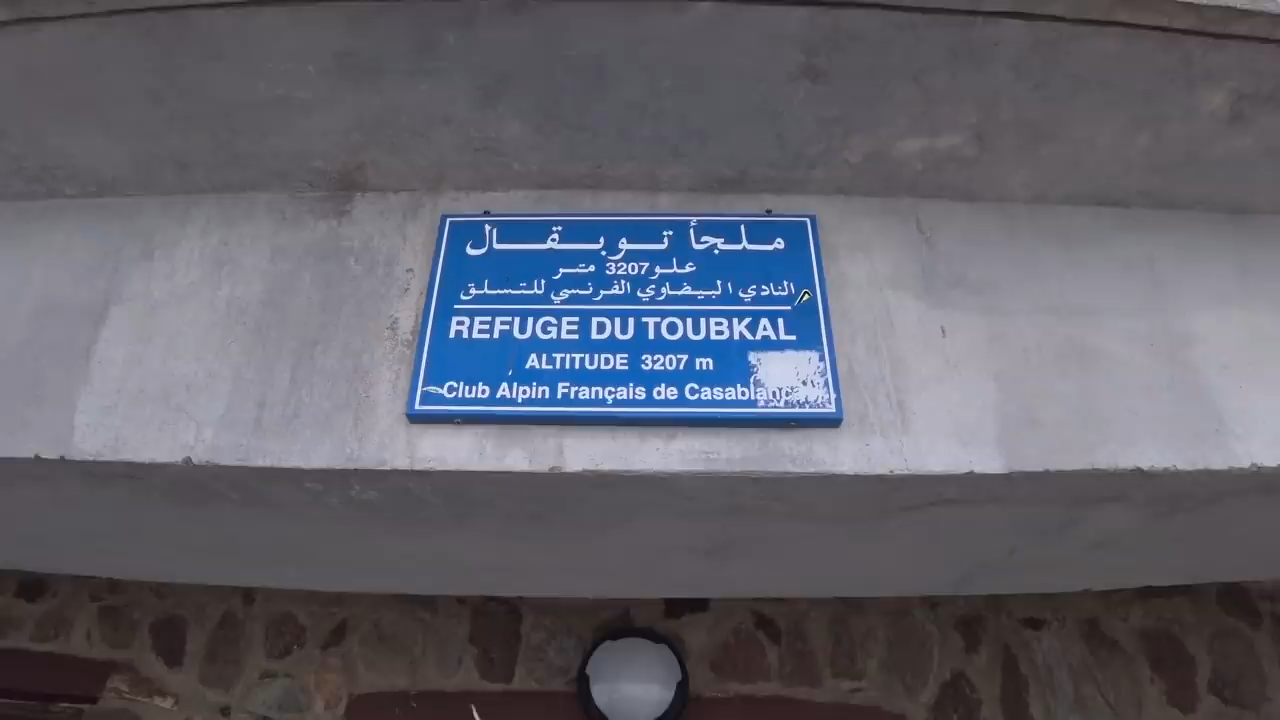 ملجأ توبقال
علو 3207 متر
النادي البيضاوي الفرنسي للتسلق
REFUGE DU TOUBKAL
ALTITUDE 3207 m
Club Alpin Français de Casablanca